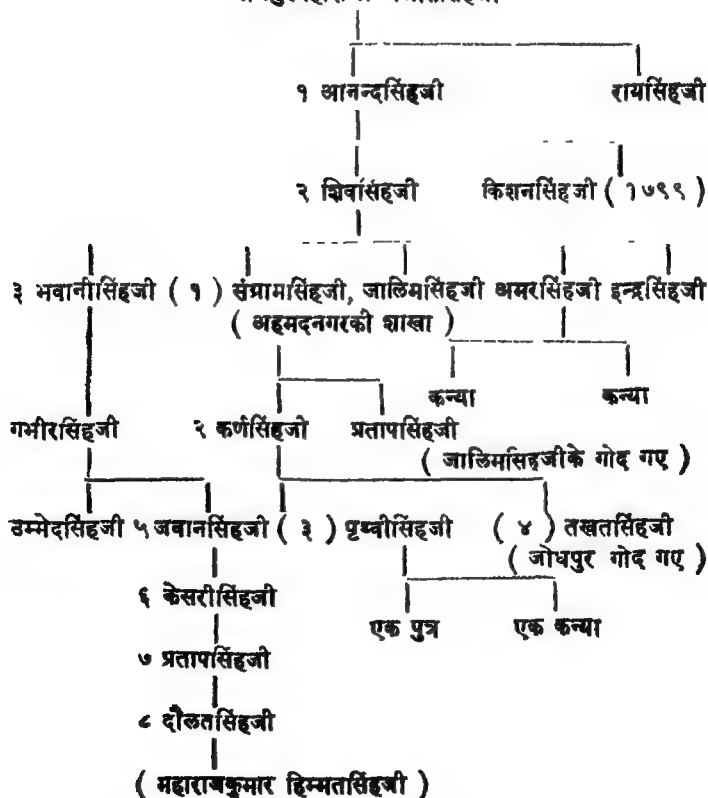 १ आनन्दसिंहजी रायसिंहजी
२ शिवसिंहजी किशनसिंहजी ( १७९९ )
३ भवानीसिंहजी ( १ ) संग्रामसिंहजी, जालिमसिंहजी अमरसिंहजी इन्द्रसिंहजी
( अहमदनगरकी शाखा )
कन्या कन्या
गभीरसिंहजी २ कर्णसिंहजी प्रतापसिंहजी
( जालिमसिंहजीके गोद गए )
उम्मेदसिंहजी ५ जवानसिंहजी ( ३ ) पृथ्वीसिंहजी ( ४ ) तखतसिंहजी
( जोधपुर गोद गए )
६ केसरीसिंहजी
एक पुत्र एक कन्या
७ प्रतापसिंहजी
८ दौलतसिंहजी
( महाराजकुमार हिम्मतसिंहजी )